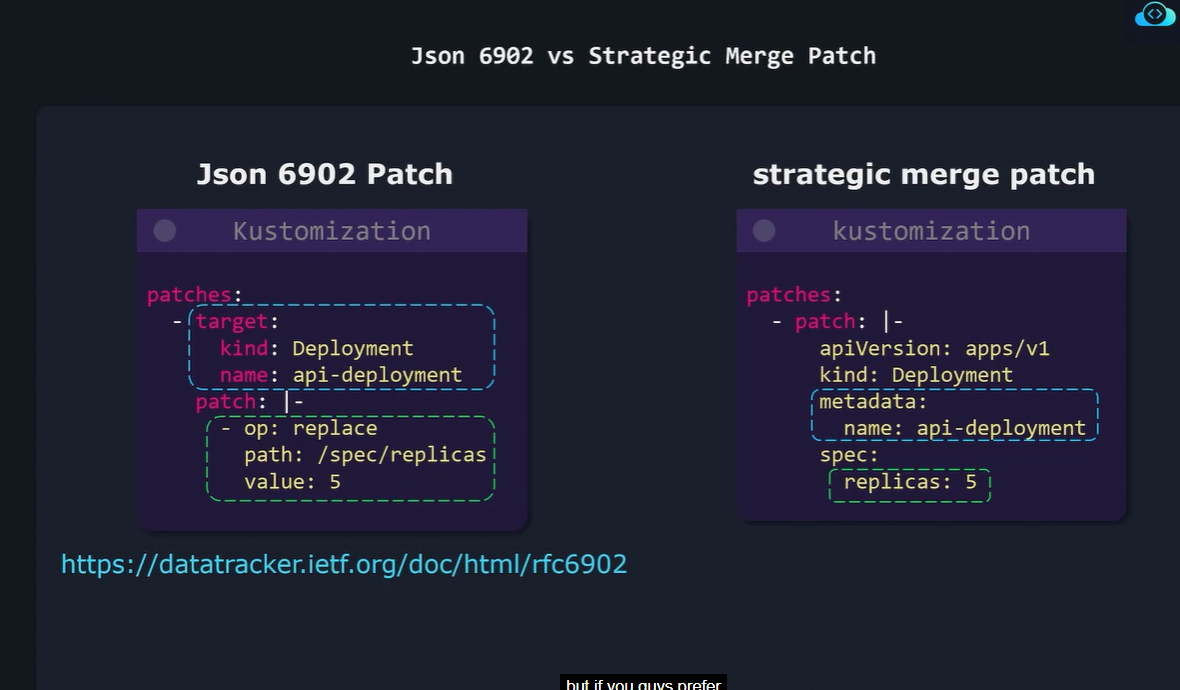 Json 6902 vs Strategic Merge Patch
Json 6902 Patch
Kustomization
patches:
- target:
kind: Deployment
name: api-deployment
patch: |-
- op: replace
path: /spec/replicas
value: 5
https://datatracker.ietf.org/doc/html/rfc6902
strategic merge patch
kustomization
patches:
- patch: |-
apiVersion: apps/v1
kind: Deployment
metadata:
name: api-deployment
spec:
replicas: 5
but if you guys prefer